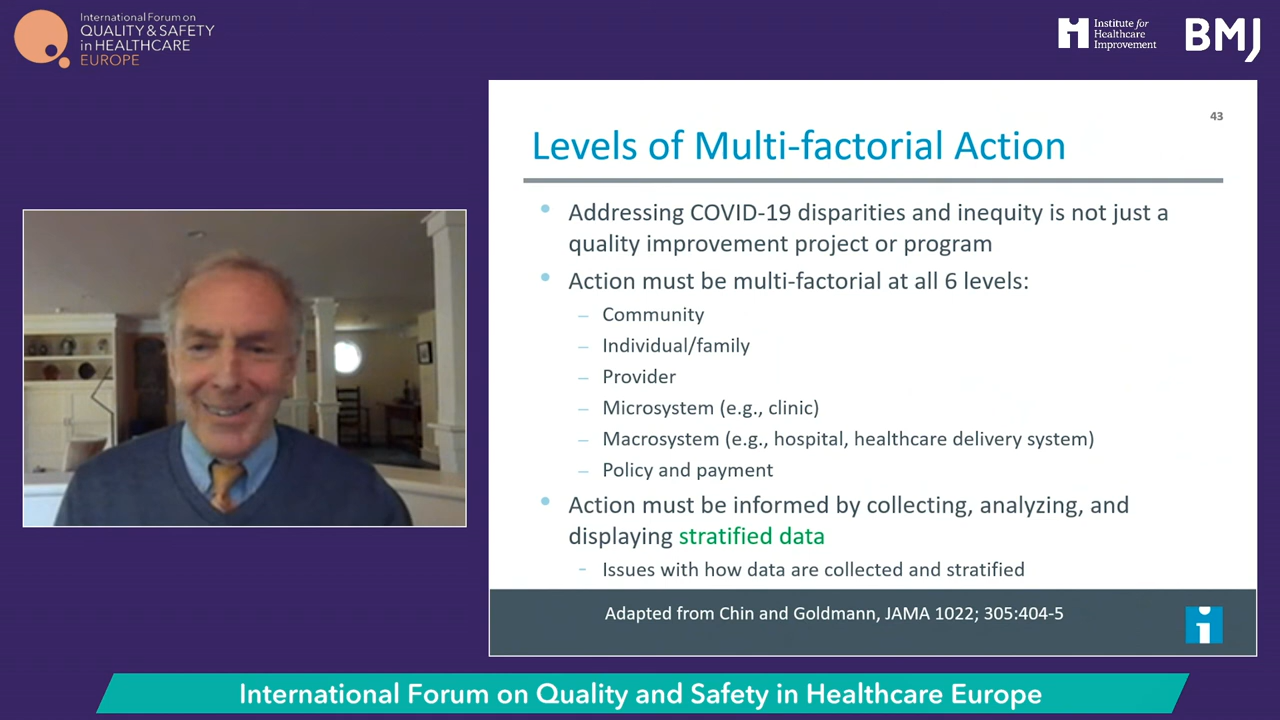 International Forum on
QUALITY & SAFETY
in HEALTHCARE
EUROPE
Institute for
Healthcare
Improvement
BMJ
43
Levels of Multi-factorial Action
• Addressing COVID-19 disparities and inequity is not just a
quality improvement project or program
• Action must be multi-factorial at all 6 levels:
– Community
– Individual/family
– Provider
– Microsystem (e.g., clinic)
– Macrosystem (e.g., hospital, healthcare delivery system)
– Policy and payment
• Action must be informed by collecting, analyzing, and
displaying stratified data
- Issues with how data are collected and stratified
Adapted from Chin and Goldmann, JAMA 1022; 305:404-5
International Forum on Quality and Safety in Healthcare Europe